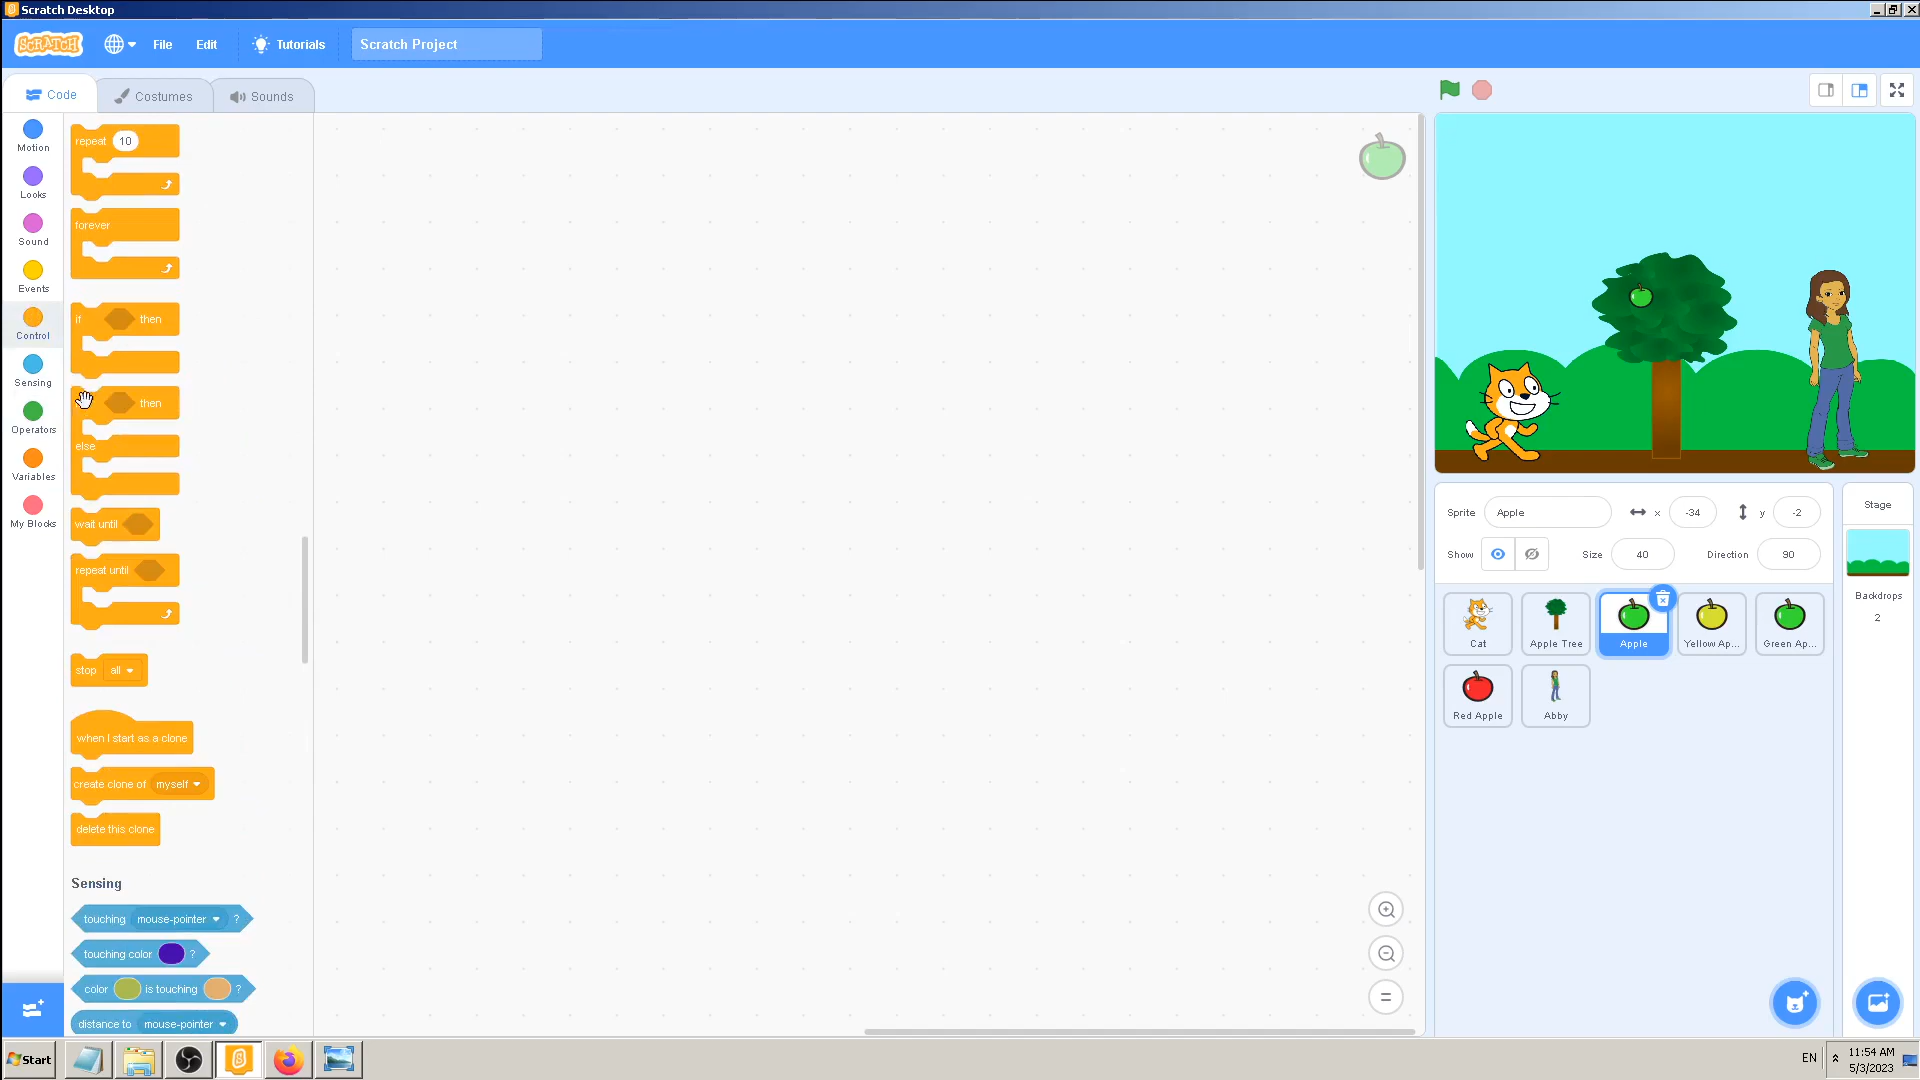 Scratch Desktop
SCRATCH
File
Edit
Tutorials
Scratch Project
Code
Costumes
Sounds
Motion
Looks
Sound
Events
Control
Sensing
Operators
Variables
My Blocks
repeat 10
forever
if then
then
else
wait until
repeat until
stop all
when I start as a clone
create clone of myself
delete this clone
Sensing
touching mouse-pointer ?
touching color ?
color is touching ?
distance to mouse-pointer
Sprite Apple x -34 y -2
Show Size 40 Direction 90
Cat
Apple Tree
Apple
Yellow Ap...
Green Ap...
Red Apple
Abby
Stage
Backdrops
2
Start
EN
11:54 AM
5/3/2023